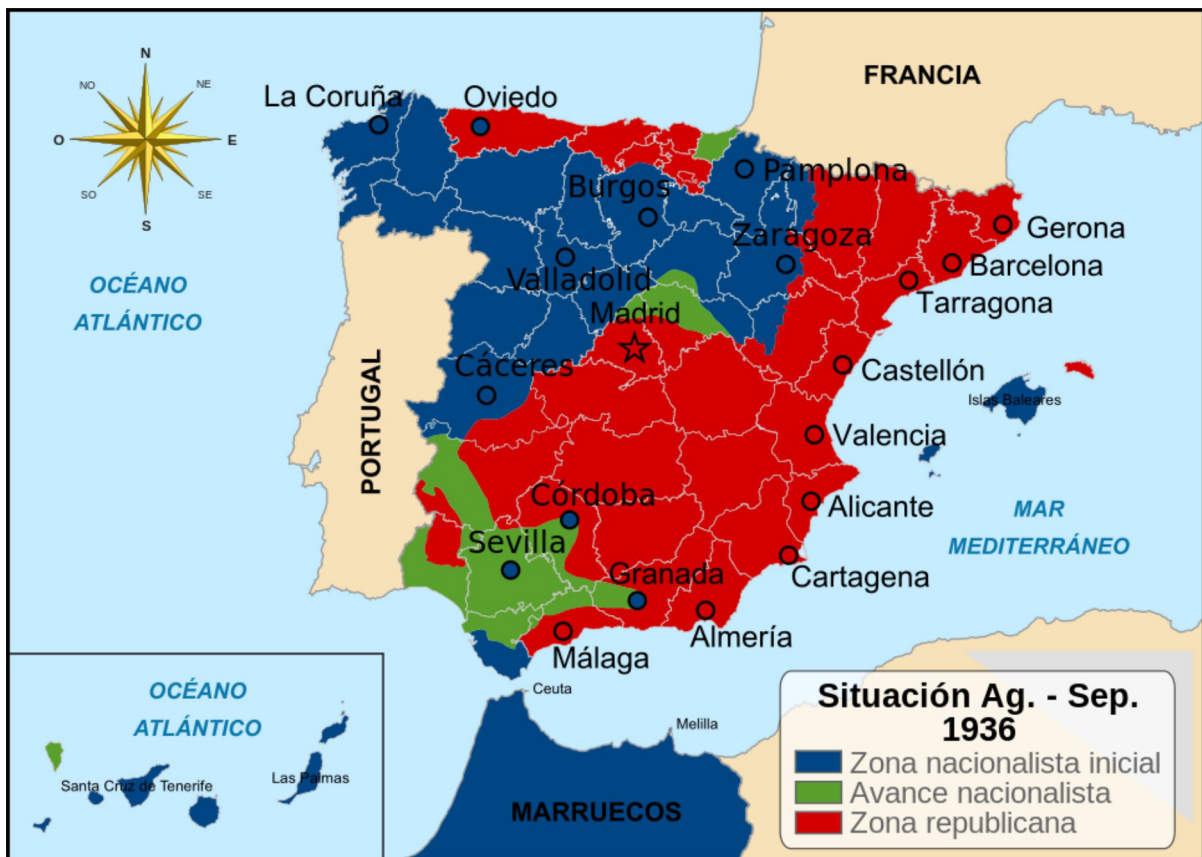 N
NO
NE
O
E
SO
SE
S
FRANCIA
La Coruña
Oviedo
Pamplona
Burgos
Gerona
Zaragoza
Barcelona
Valladolid
Tarragona
OCÉANO
ATLÁNTICO
Madrid
Cáceres
Castellón
Islas Baleares
PORTUGAL
Valencia
Córdoba
Alicante
MAR
MEDITERRÁNEO
Sevilla
Granada
Cartagena
Almería
Málaga
Ceuta
Melilla
MARRUECOS
OCÉANO
ATLÁNTICO
Santa Cruz de Tenerife
Las Palmas
Situación Ag. - Sep.
1936
Zona nacionalista inicial
Avance nacionalista
Zona republicana